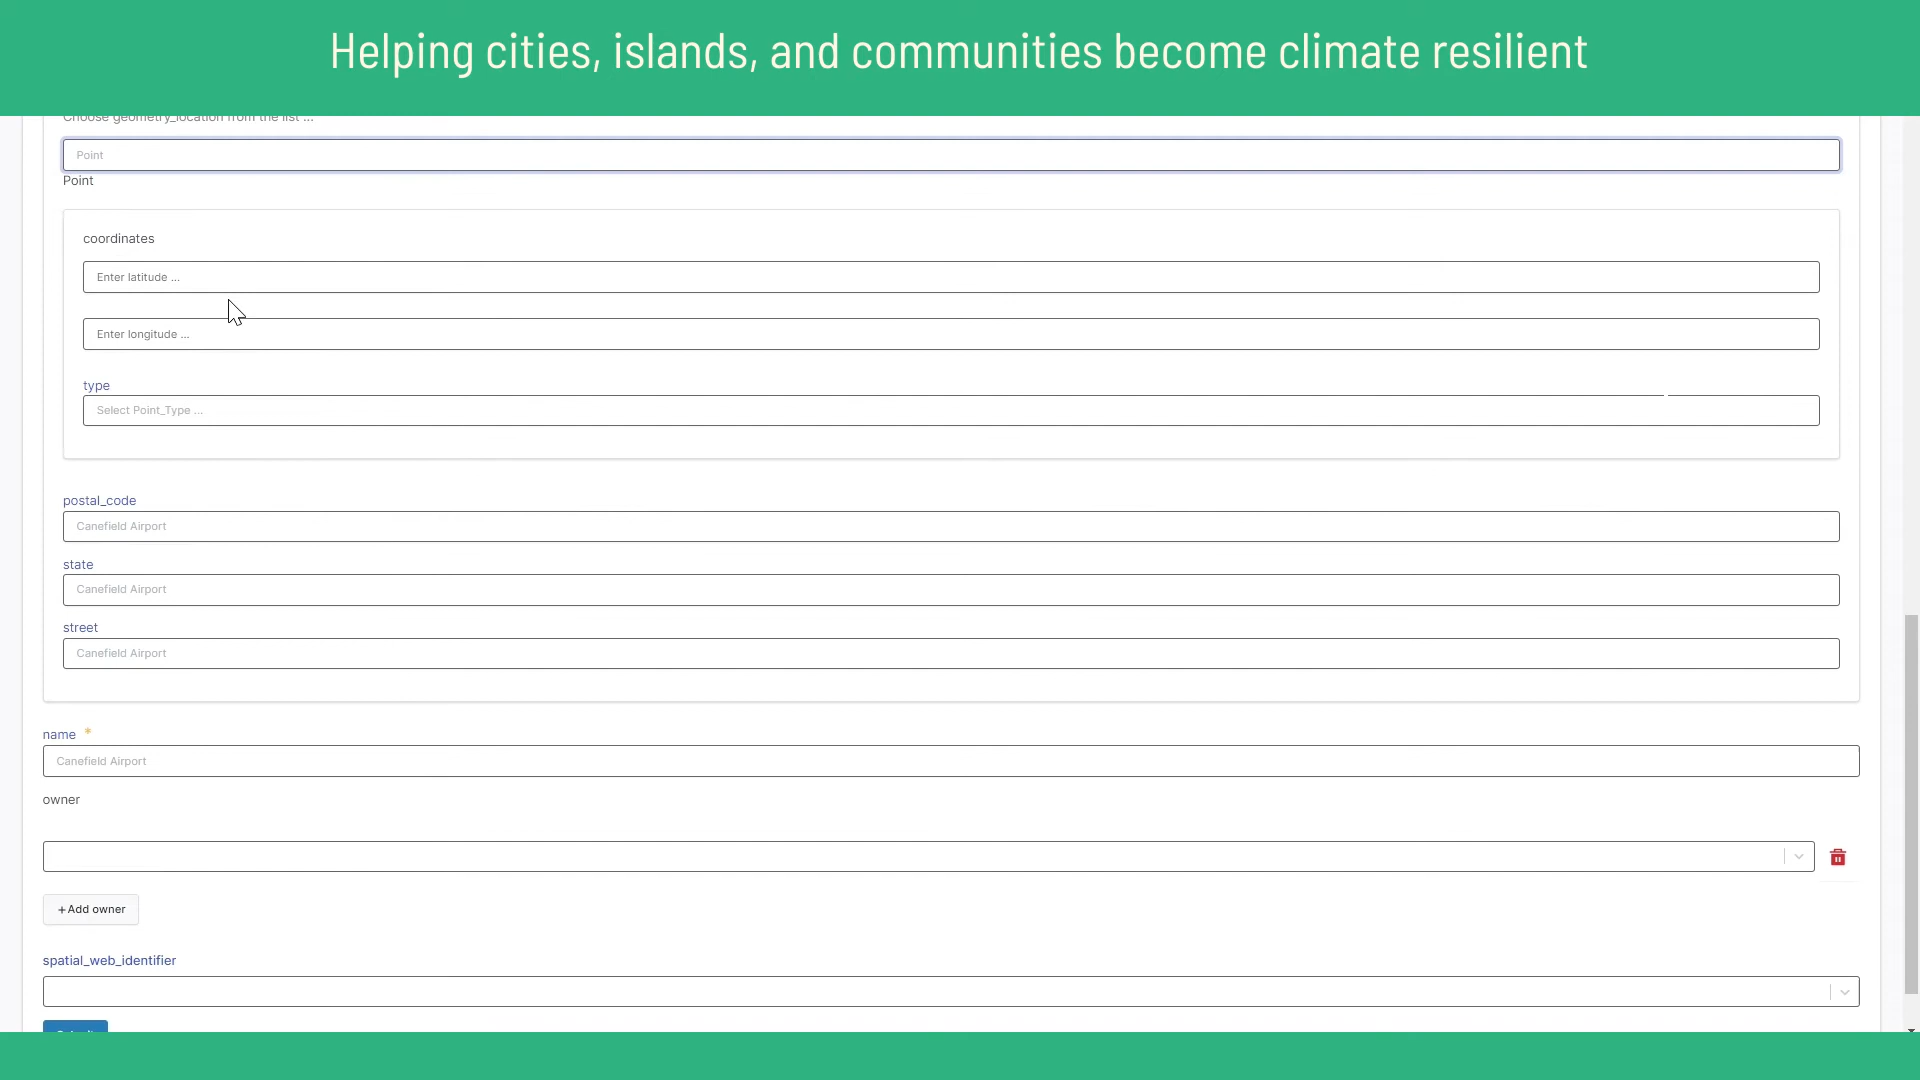 Helping cities, islands, and communities become climate resilient
Choose geometry_location from the list ...
Point
Point
coordinates
Enter latitude ...
Enter longitude ...
type
Select Point_Type ...
postal_code
Canefield Airport
state
Canefield Airport
street
Canefield Airport
name *
Canefield Airport
owner
+Add owner
spatial_web_identifier